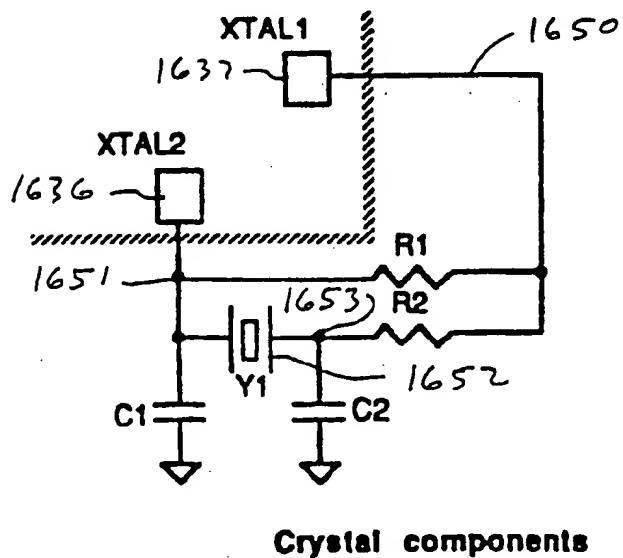 XTAL1
1650
1637
XTAL2
1636
R1
1651
1653
R2
Y1
1652
C1
C2
Crystal components